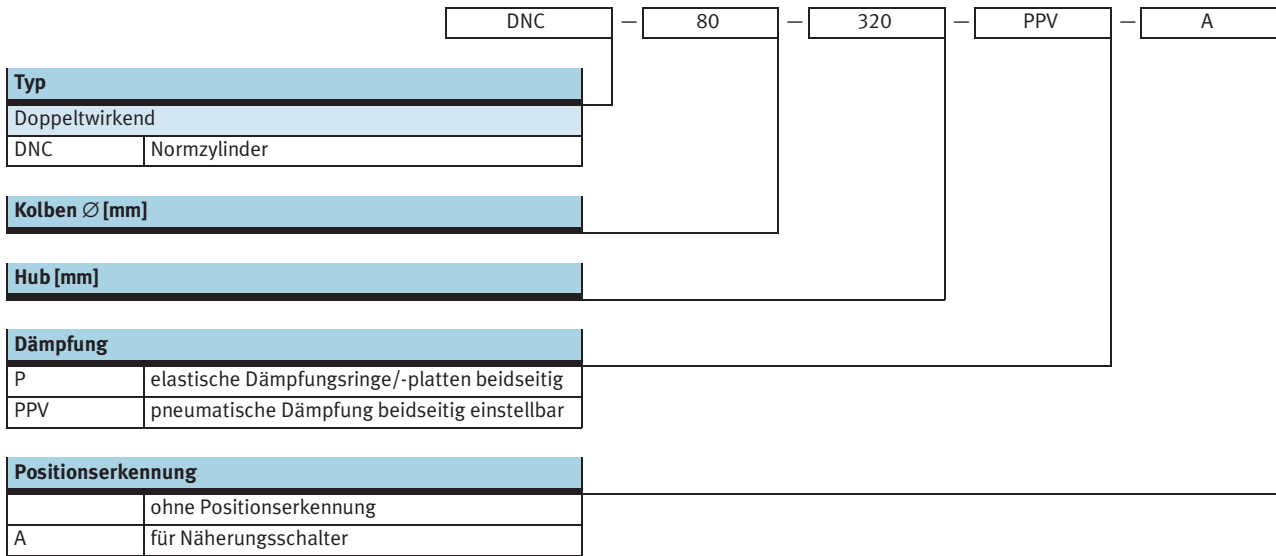 DNC — 80 — 320 — PPV — A
Typ
Doppeltwirkend
DNC Normzylinder
Kolben ∅ [mm]
Hub [mm]
Dämpfung
P elastische Dämpfungsringe/-platten beidseitig
PPV pneumatische Dämpfung beidseitig einstellbar
Positionserkennung
ohne Positionserkennung
A für Näherungsschalter